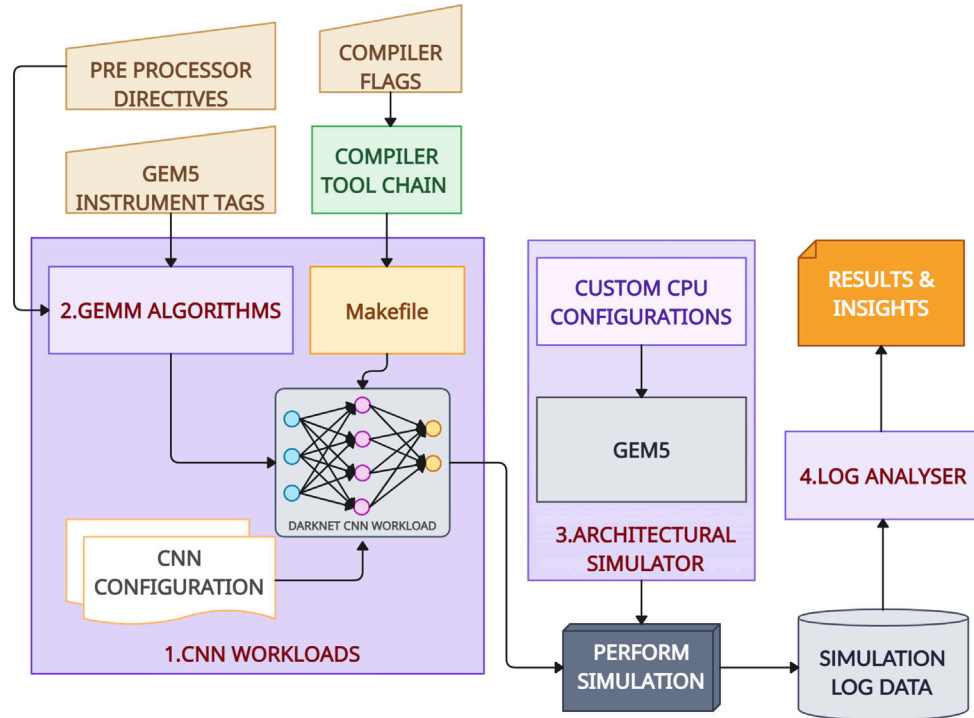 PRE PROCESSOR
DIRECTIVES
COMPILER
FLAGS
GEM5
INSTRUMENT TAGS
COMPILER
TOOL CHAIN
2.GEMM ALGORITHMS
Makefile
DARKNET CNN WORKLOAD
CNN
CONFIGURATION
1.CNN WORKLOADS
CUSTOM CPU
CONFIGURATIONS
GEM5
3.ARCHITECTURAL
SIMULATOR
PERFORM
SIMULATION
SIMULATION
LOG DATA
4.LOG ANALYSER
RESULTS &
INSIGHTS